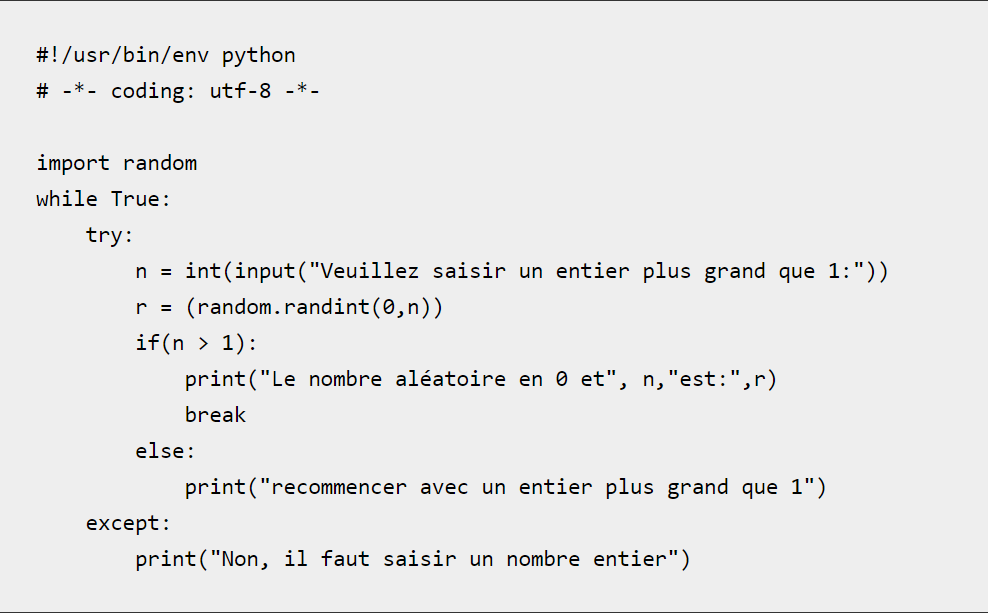 #!/usr/bin/env python
# -*- coding: utf-8 -*-
import random
while True:
    try:
        n = int(input("Veuillez saisir un entier plus grand que 1:"))
        r = (random.randint(0,n))
        if(n > 1):
            print("Le nombre aléatoire en 0 et", n,"est:",r)
            break
        else:
            print("recommencer avec un entier plus grand que 1")
    except:
        print("Non, il faut saisir un nombre entier")